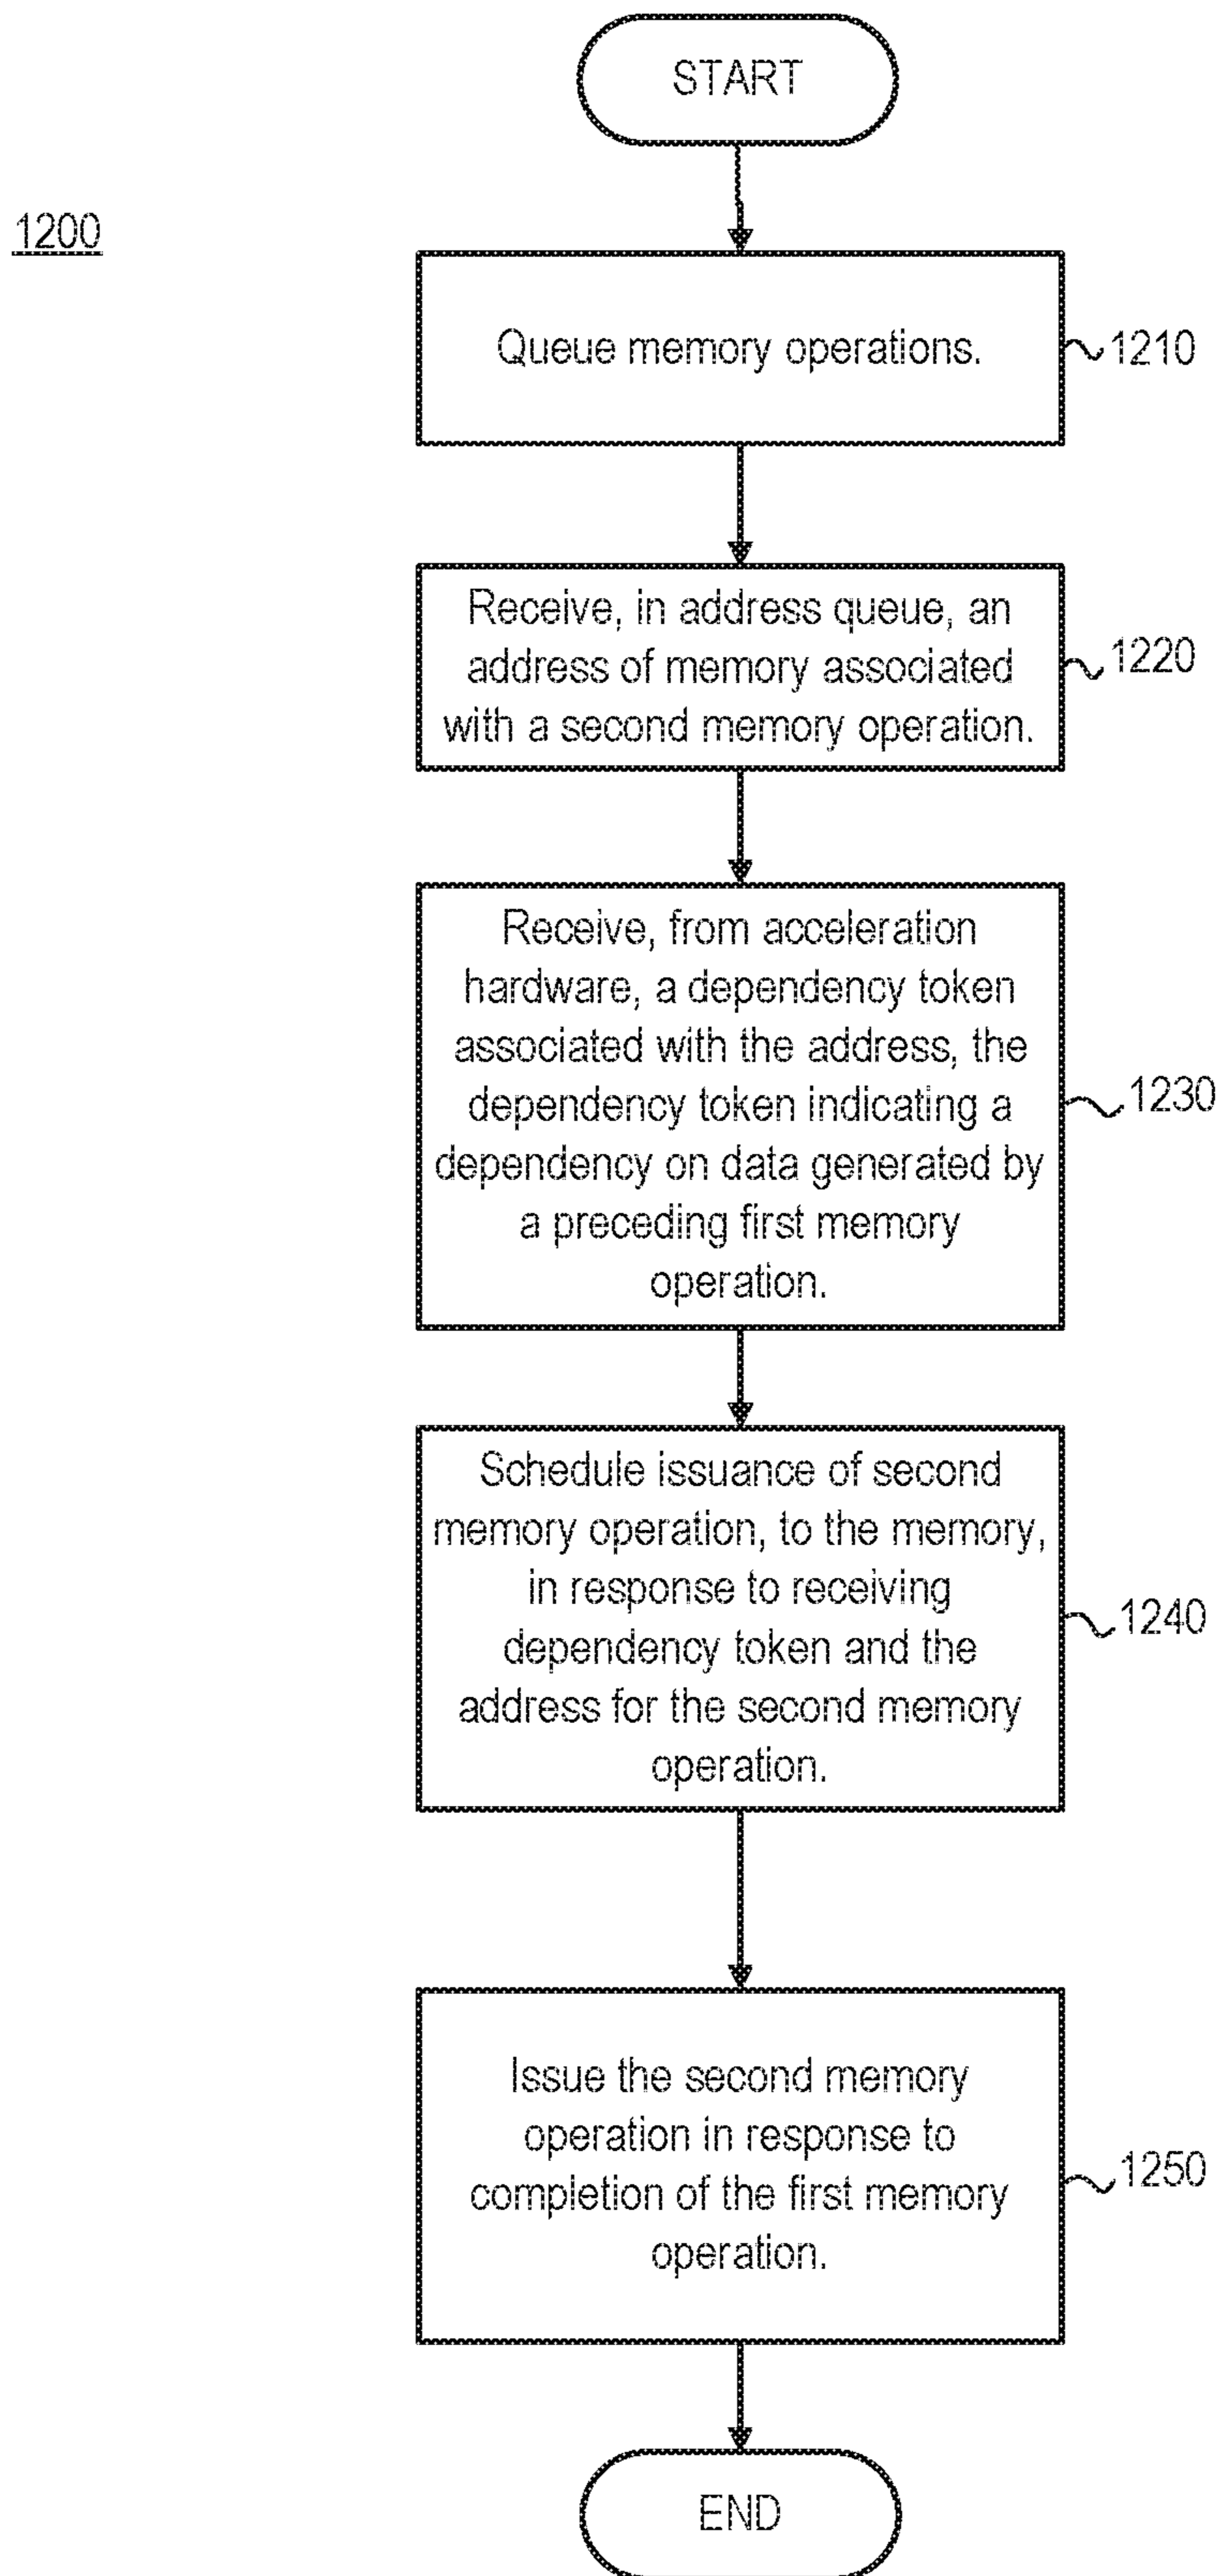 START
1200
Queue memory operations.
1210
Receive, in address queue, an
address of memory associated
with a second memory operation.
1220
Receive, from acceleration
hardware, a dependency token
associated with the address, the
dependency token indicating a
dependency on data generated by
a preceding first memory
operation.
1230
Schedule issuance of second
memory operation, to the memory,
in response to receiving
dependency token and the
address for the second memory
operation.
1240
Issue the second memory
operation in response to
completion of the first memory
operation.
1250
END